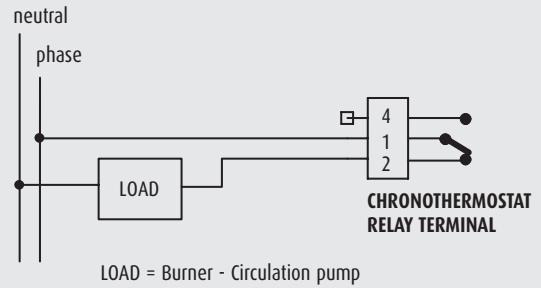 neutral
phase
4
1
2
LOAD
CHRONOTHERMOSTAT
RELAY TERMINAL
LOAD = Burner - Circulation pump